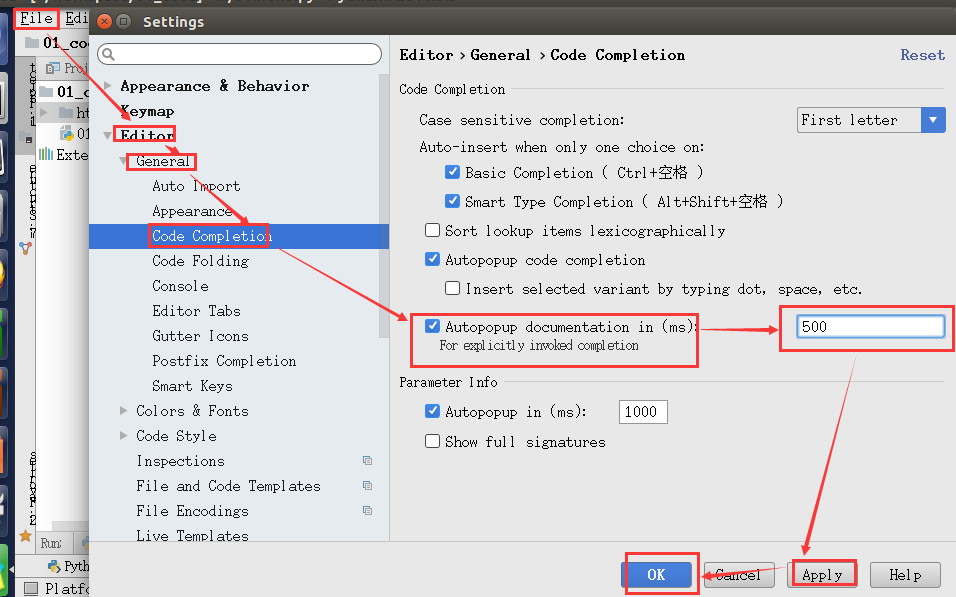 File Edi
Settings
01_co
Editor › General › Code Completion Reset
Proj
01_c
ht
01
Exte
Appearance & Behavior
Keymap
Editor
General
Auto Import
Appearance
Code Completion
Code Folding
Console
Editor Tabs
Gutter Icons
Postfix Completion
Smart Keys
Colors & Fonts
Code Style
Inspections
File and Code Templates
File Encodings
Live Templates
Code Completion
Case sensitive completion: First letter
Auto-insert when only one choice on:
Basic Completion ( Ctrl+空格 )
Smart Type Completion ( Alt+Shift+空格 )
Sort lookup items lexicographically
Autopopup code completion
Insert selected variant by typing dot, space, etc.
Autopopup documentation in (ms): 500
For explicitly invoked completion
Parameter Info
Autopopup in (ms): 1000
Show full signatures
Run:
Pyth
Platfo
OK Cancel Apply Help